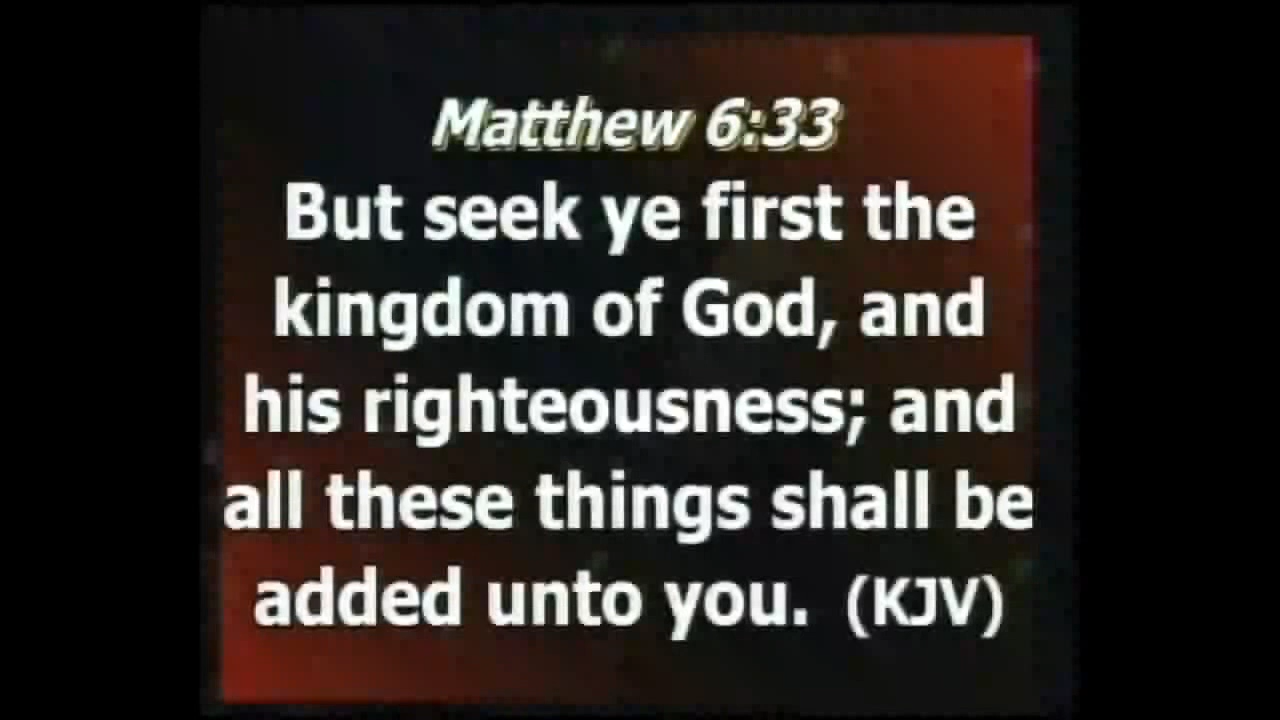 Matthew 6:33
But seek ye first the
kingdom of God, and
his righteousness; and
all these things shall be
added unto you. (KJV)